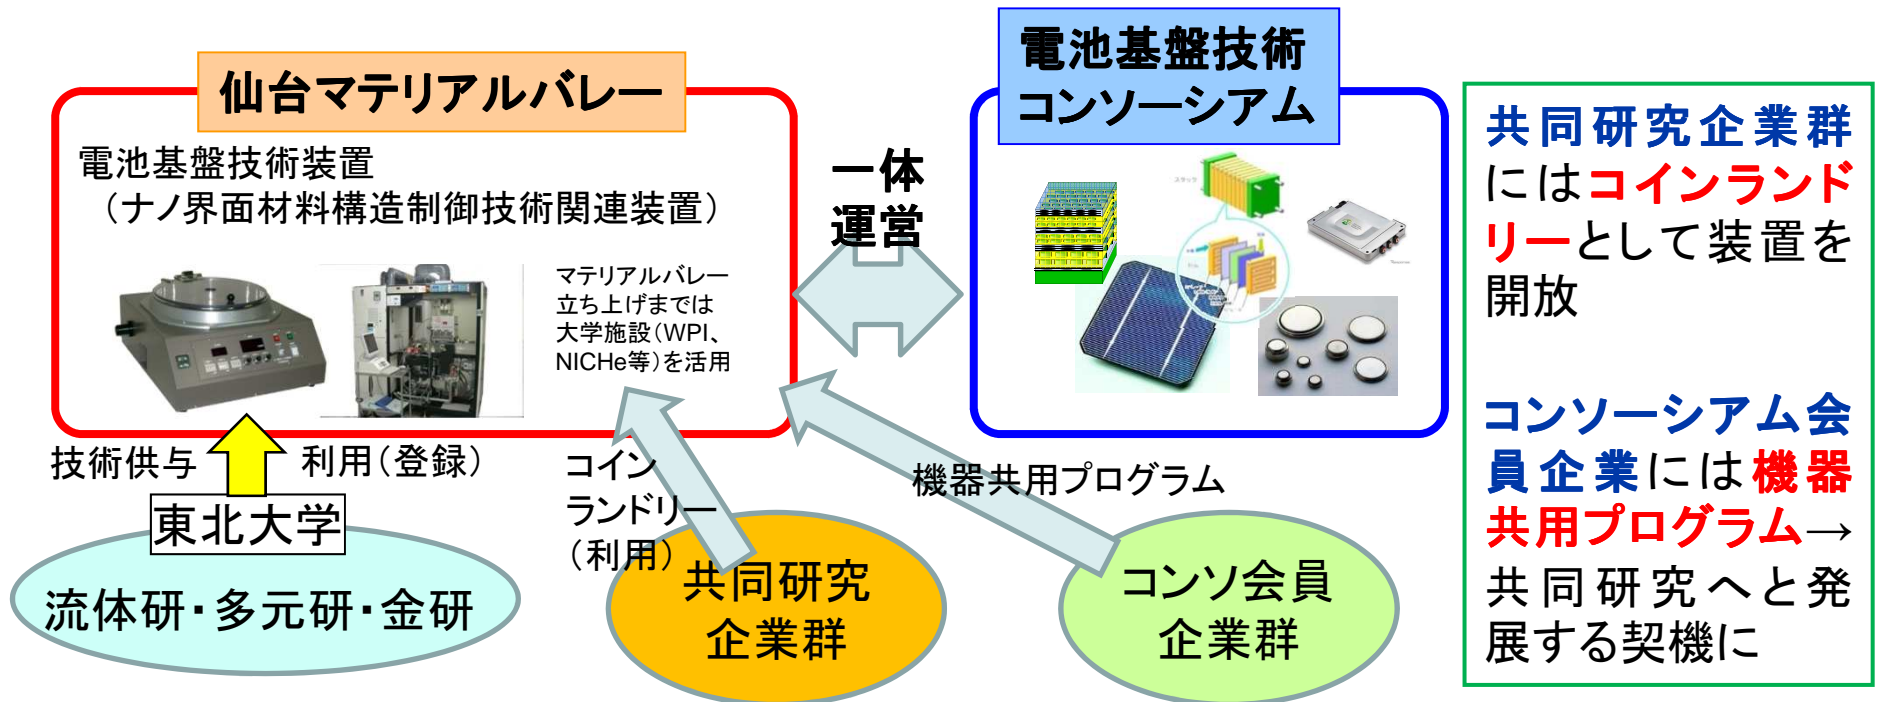 仙台マテリアルバレー
電池基盤技術装置
（ナノ界面材料構造制御技術関連装置）
マテリアルバレー
立ち上げまでは
大学施設（WPI、
NICHe等）を活用
一体
運営
電池基盤技術
コンソーシアム
スタック
技術供与
利用（登録）
東北大学
流体研・多元研・金研
コイン
ランドリー
（利用）
共同研究
企業群
機器共用プログラム
コンソ会員
企業群
共同研究企業群
にはコインランド
リーとして装置を
開放
コンソーシアム会
員企業には機器
共用プログラム→
共同研究へと発
展する契機に